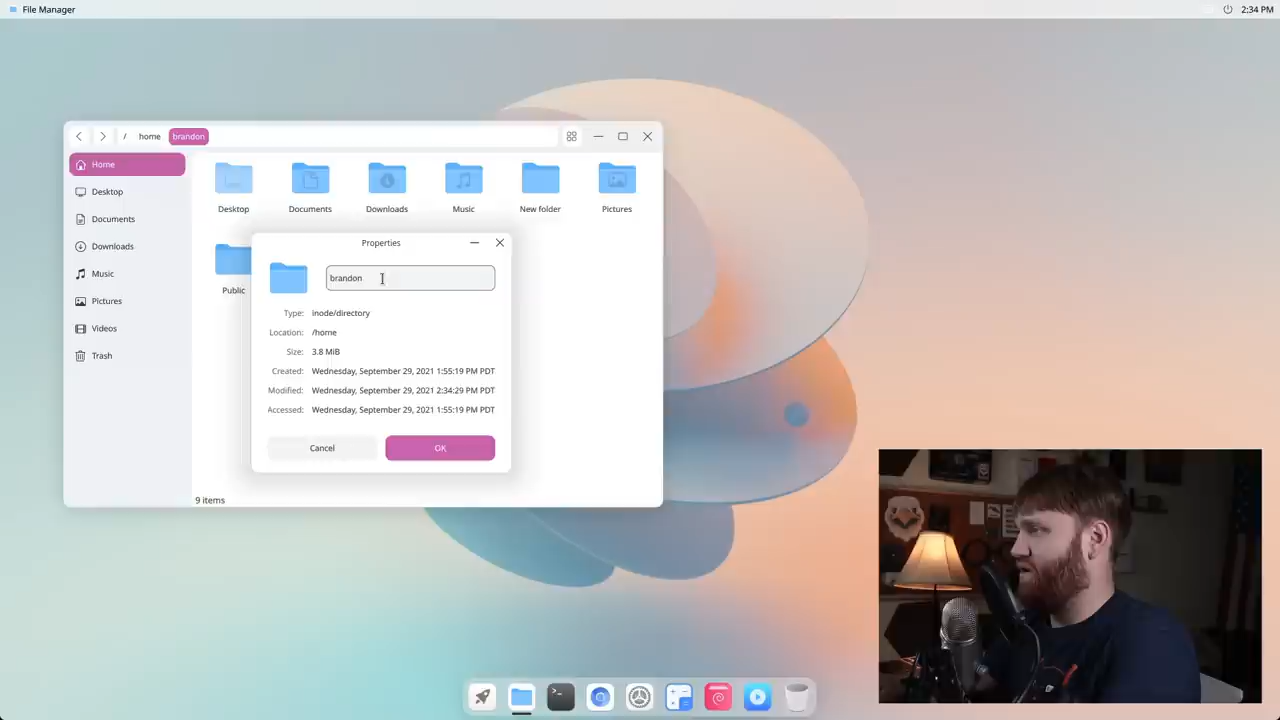 File Manager
2:34 PM
/ home brandon
Home
Desktop
Documents
Downloads
Music
Pictures
Videos
Trash
Desktop Documents Downloads Music New folder Pictures
Public
Properties
brandon
Type: inode/directory
Location: /home
Size: 3.8 MiB
Created: Wednesday, September 29, 2021 1:55:19 PM PDT
Modified: Wednesday, September 29, 2021 2:34:29 PM PDT
Accessed: Wednesday, September 29, 2021 1:55:19 PM PDT
Cancel OK
9 items